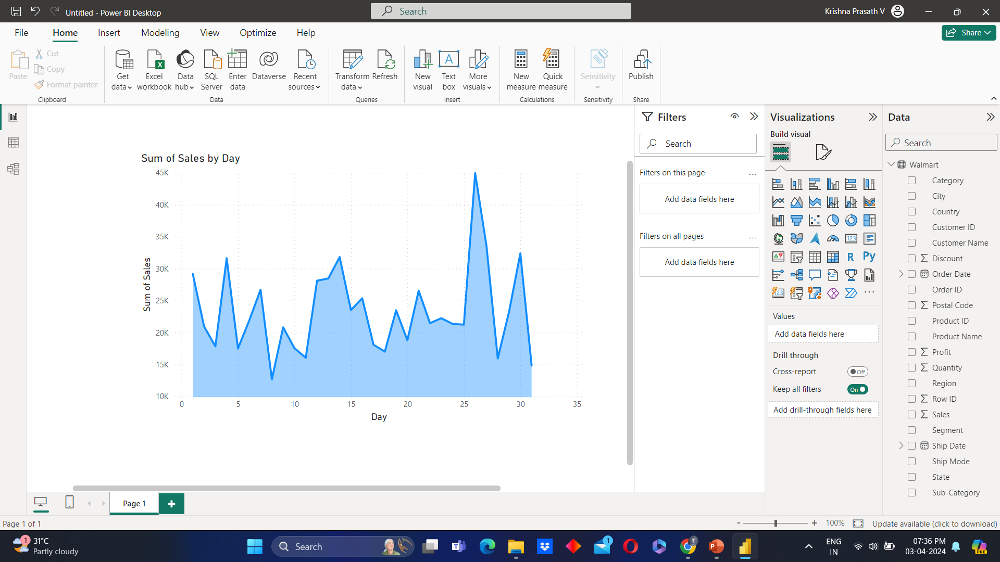 Untitled - Power BI Desktop
Search
Krishna Prasath V
File
Home
Insert
Modeling
View
Optimize
Help
Share
Paste
Cut
Copy
Format painter
Clipboard
Get data
Excel workbook
Data hub
SQL Server
Enter data
Dataverse
Recent sources
Data
Transform data
Refresh
Queries
New visual
Text box
More visuals
Insert
New measure
Quick measure
Calculations
Sensitivity
Sensitivity
Publish
Share
Sum of Sales by Day
45K
40K
35K
30K
25K
20K
15K
10K
Sum of Sales
0 5 10 15 20 25 30 35
Day
Filters
Search
Filters on this page
...
Add data fields here
Filters on all pages
...
Add data fields here
Visualizations
Build visual
123
R
Py
123
...
Values
Add data fields here
Drill through
Cross-report
Off
Keep all filters
On
Add drill-through fields here
Data
Search
Walmart
Category
City
Country
Customer ID
Customer Name
Discount
Order Date
Order ID
Postal Code
Product ID
Product Name
Profit
Quantity
Region
Row ID
Sales
Segment
Ship Date
Ship Mode
State
Sub-Category
Page 1
Page 1 of 1
- + 100%
Update available (click to download)
1
31°C
Partly cloudy
Search
1
ENG
IN
07:36 PM
03-04-2024
PRE